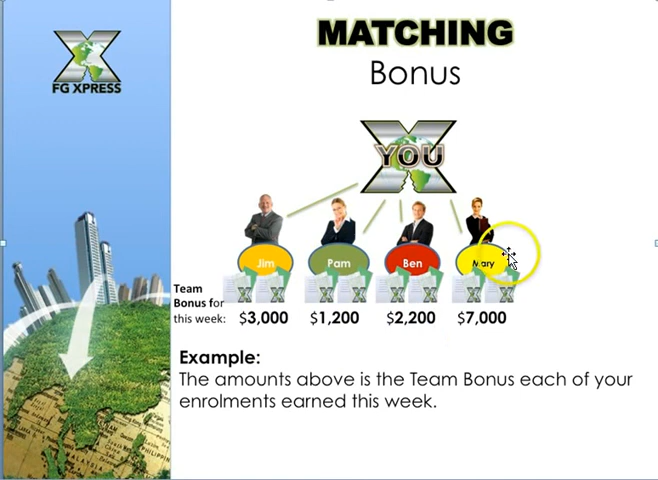 MATCHING
Bonus
FG XPRESS
YOU
Jim Pam Ben Mary
Team
Bonus for
this week: $3,000 $1,200 $2,200 $7,000
Example:
The amounts above is the Team Bonus each of your
enrolments earned this week.